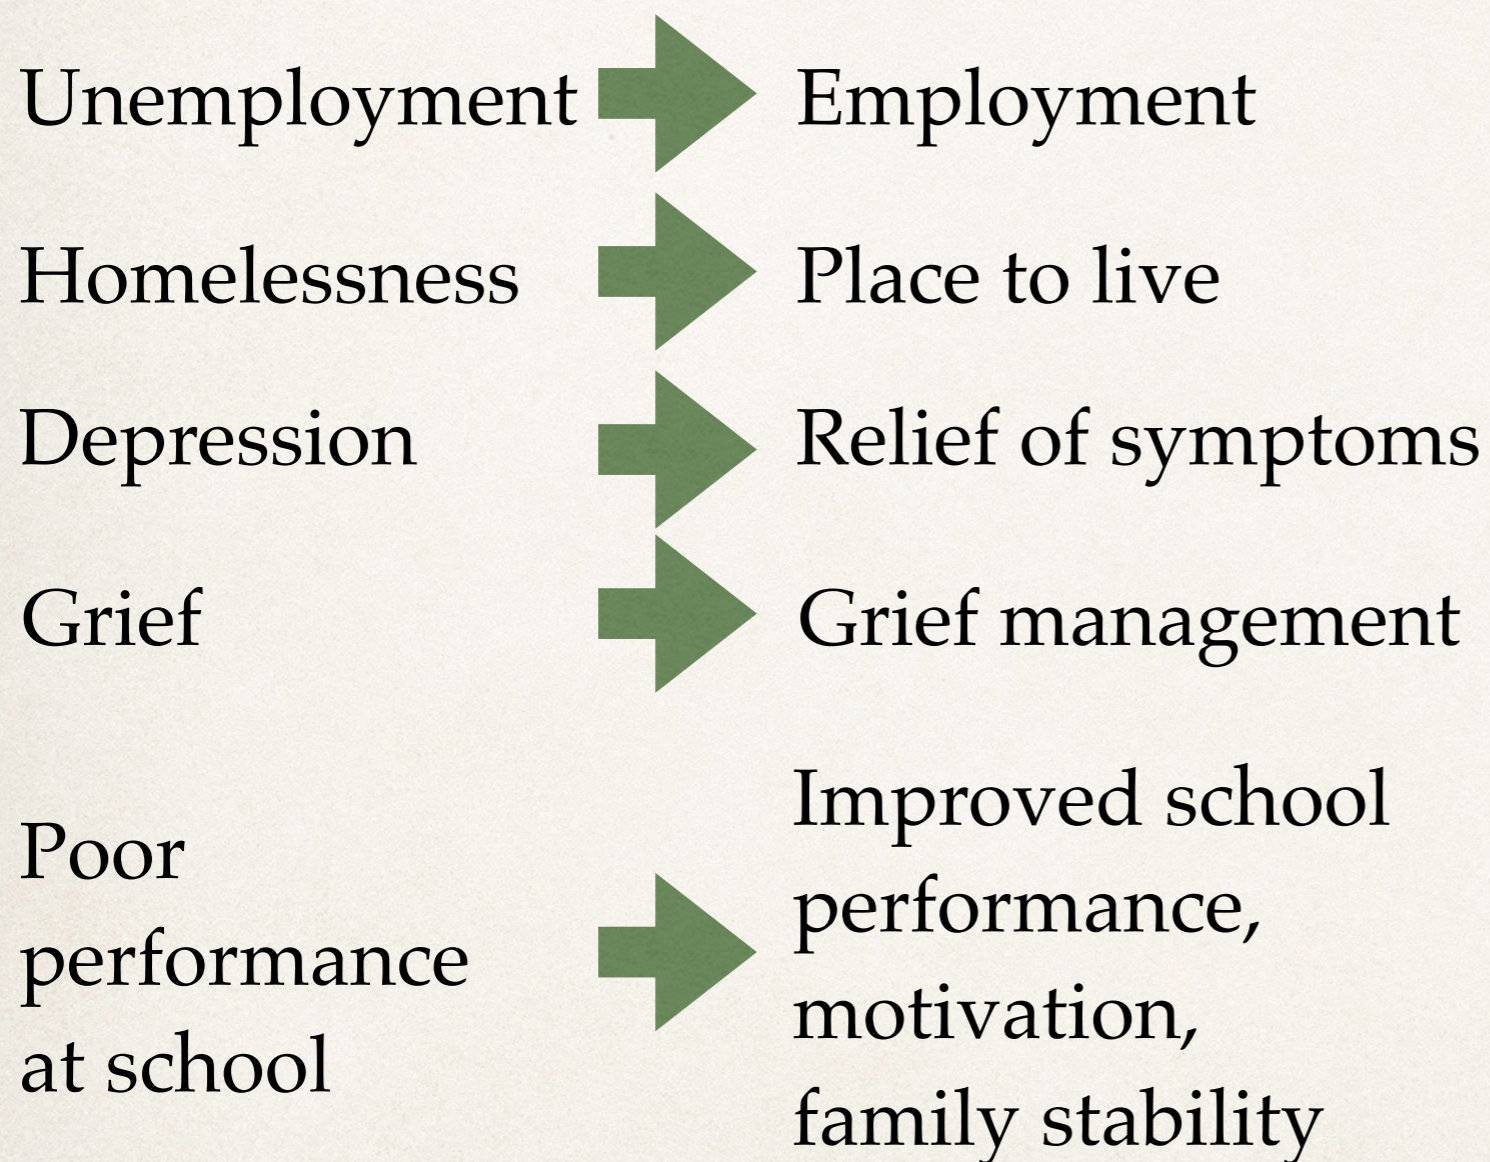 Unemployment Employment
Homelessness Place to live
Depression Relief of symptoms
Grief Grief management
Poor
performance
at school
Improved school
performance,
motivation,
family stability